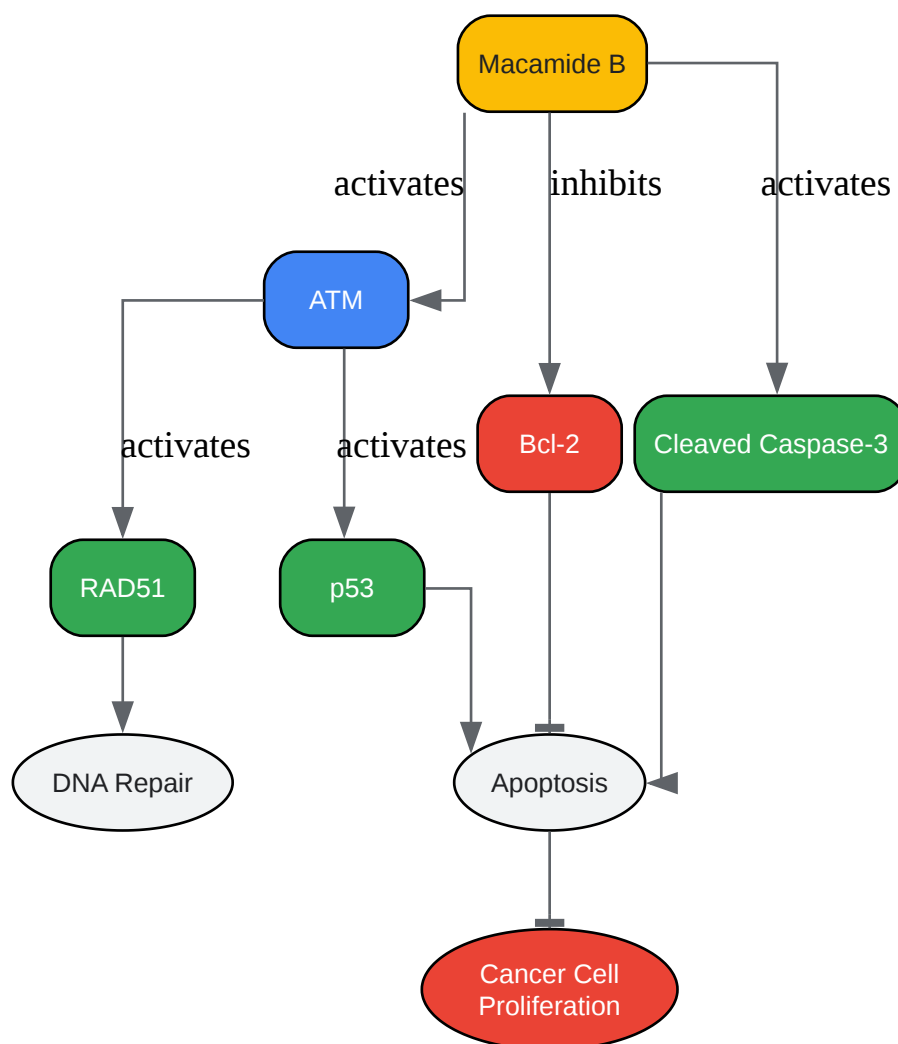 Macamide B
activates
inhibits
activates
ATM
activates
activates
Bcl-2
Cleaved Caspase-3
RAD51
p53
DNA Repair
Apoptosis
Cancer Cell
Proliferation